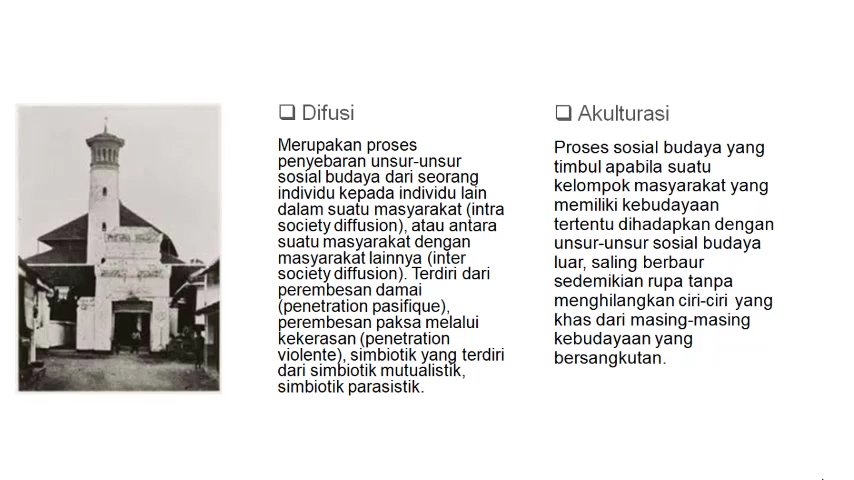 ❑ Difusi
Merupakan proses
penyebaran unsur-unsur
sosial budaya dari seorang
individu kepada individu lain
dalam suatu masyarakat (intra
society diffusion), atau antara
suatu masyarakat dengan
masyarakat lainnya (inter
society diffusion). Terdiri dari
perembesan damai
(penetration pasifique),
perembesan paksa melalui
kekerasan (penetration
violente), simbiotik yang terdiri
dari simbiotik mutualistik,
simbiotik parasistik.
❑ Akulturasi
Proses sosial budaya yang
timbul apabila suatu
kelompok masyarakat yang
memiliki kebudayaan
tertentu dihadapkan dengan
unsur-unsur sosial budaya
luar, saling berbaur
sedemikian rupa tanpa
menghilangkan ciri-ciri yang
khas dari masing-masing
kebudayaan yang
bersangkutan.